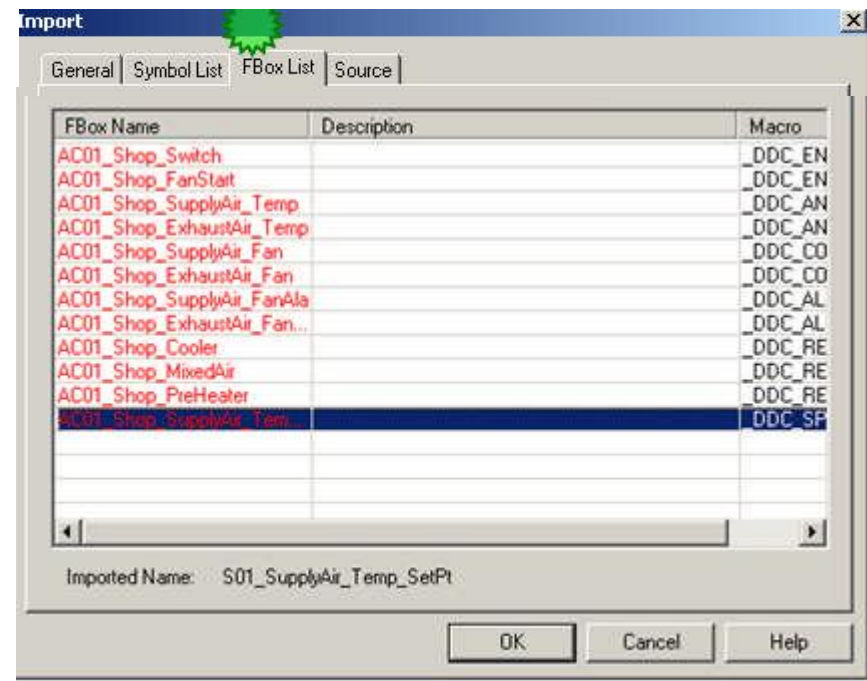 Import
General Symbol List FBox List Source
FBox Name Description Macro
AC01_Shop_Switch _DDC_EN
AC01_Shop_FanStart _DDC_EN
AC01_Shop_SupplyAir_Temp _DDC_AN
AC01_Shop_ExhaustAir_Temp _DDC_AN
AC01_Shop_SupplyAir_Fan _DDC_CO
AC01_Shop_ExhaustAir_Fan _DDC_CO
AC01_Shop_SupplyAir_FanAla _DDC_AL
AC01_Shop_ExhaustAir_Fan... _DDC_AL
AC01_Shop_Cooler _DDC_RE
AC01_Shop_MixedAir _DDC_RE
AC01_Shop_PreHeater _DDC_RE
AC01_Shop_SupplyAir_Tem... _DDC_SP
Imported Name: S01_SupplyAir_Temp_SetPt
OK Cancel Help